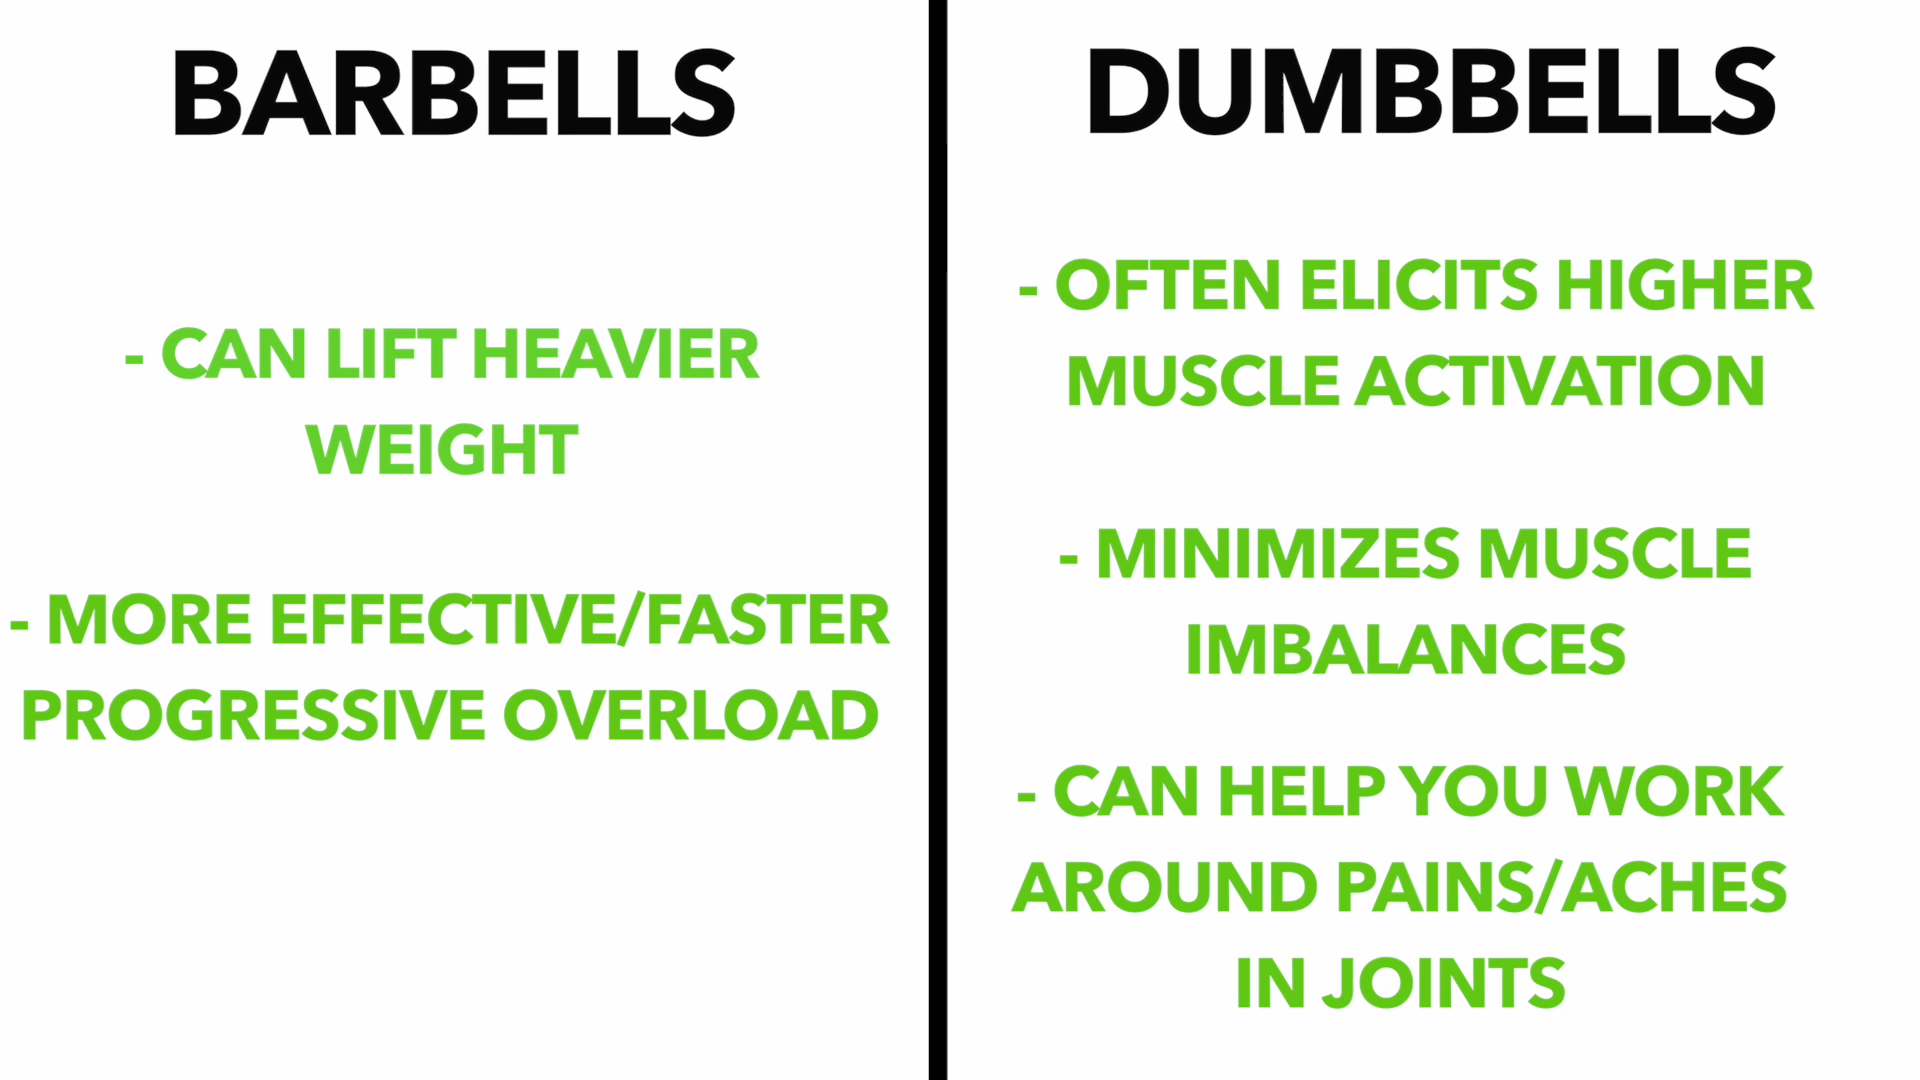 BARBELLS
- CAN LIFT HEAVIER
WEIGHT
- MORE EFFECTIVE/FASTER
PROGRESSIVE OVERLOAD
DUMBBELLS
- OFTEN ELICITS HIGHER
MUSCLE ACTIVATION
- MINIMIZES MUSCLE
IMBALANCES
- CAN HELP YOU WORK
AROUND PAINS/ACHES
IN JOINTS